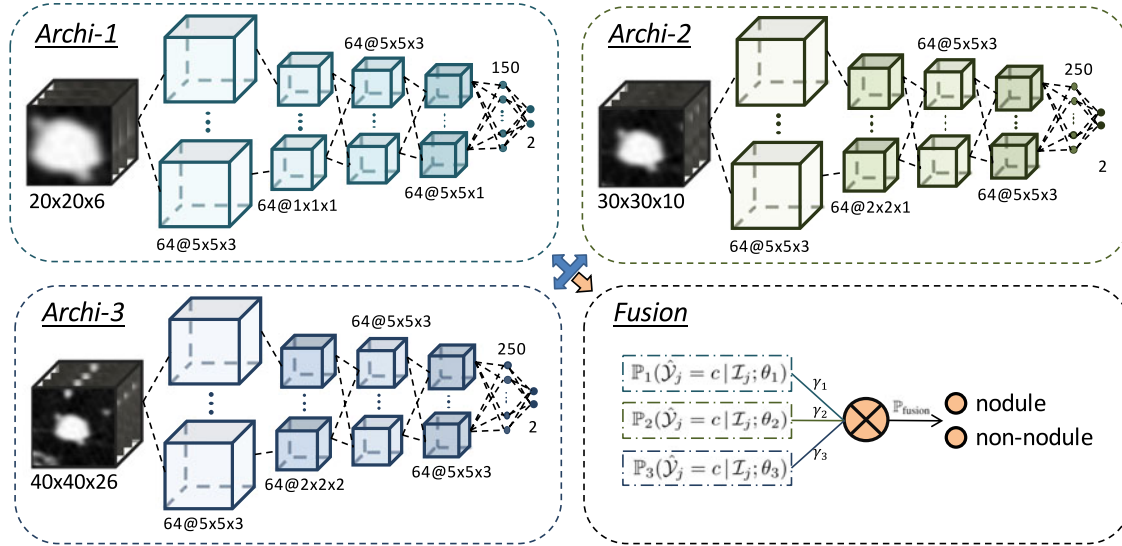 Archi-1
64@5x5x3
150
20x20x6
2
64@5x5x1
64@1x1x1
64@5x5x3
Archi-2
64@5x5x3
250
30x30x10
2
64@5x5x3
64@2x2x1
64@5x5x3
Archi-3
64@5x5x3
250
2
40x40x26
64@2x2x2
64@5x5x3
64@5x5x3
Fusion
ℙ₁(𝒴̂ⱼ = c | ℐⱼ; θ₁)
γ₁
ℙ₂(𝒴̂ⱼ = c | ℐⱼ; θ₂)
γ₂
ℙ₃(𝒴̂ⱼ = c | ℐⱼ; θ₃)
γ₃
ℙfusion
nodule
non-nodule